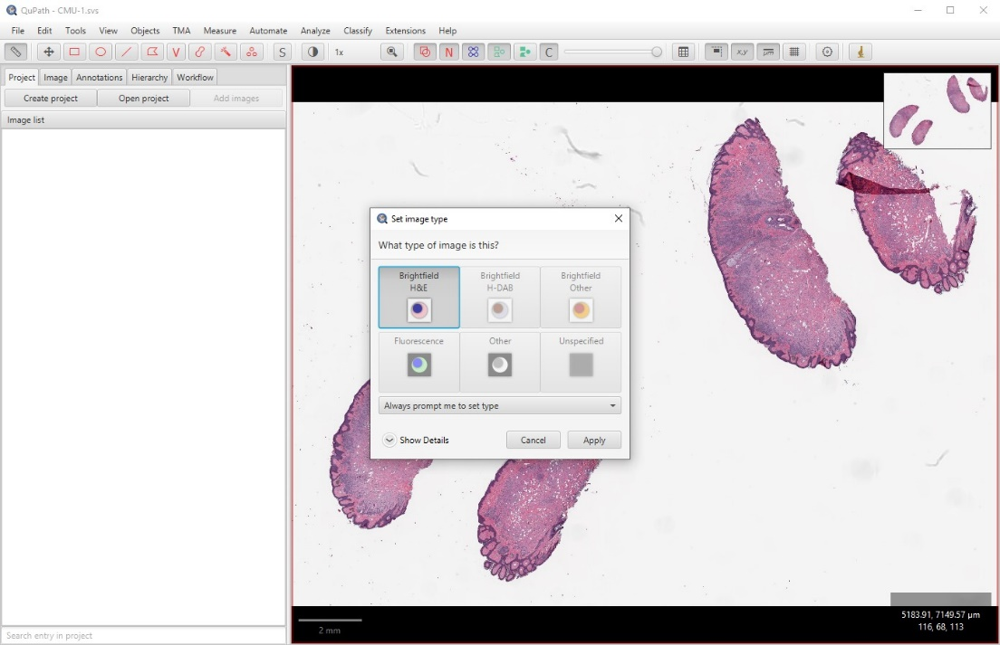 QuPath - CMU-1.svs
File Edit Tools View Objects TMA Measure Automate Analyze Classify Extensions Help
V S 1x N C x,y µm
Project Image Annotations Hierarchy Workflow
Create project Open project Add images
Image list
Set image type
What type of image is this?
Brightfield H&E
Brightfield H-DAB
Brightfield Other
Fluorescence Other Unspecified
Always prompt me to set type
Show Details Cancel Apply
Search entry in project
2 mm
5183.91, 7149.57 µm
116, 68, 113